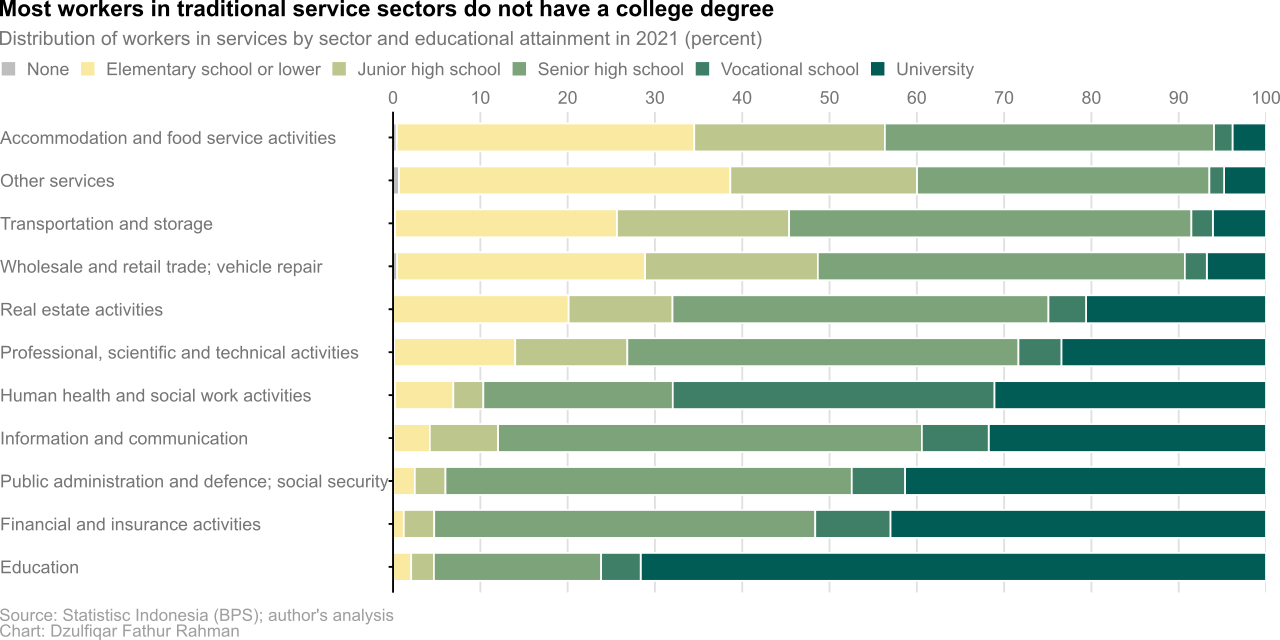 Most workers in traditional service sectors do not have a college degree
Distribution of workers in services by sector and educational attainment in 2021 (percent)
None Elementary school or lower Junior high school Senior high school Vocational school University
0 10 20 30 40 50 60 70 80 90 100
Accommodation and food service activities
Other services
Transportation and storage
Wholesale and retail trade; vehicle repair
Real estate activities
Professional, scientific and technical activities
Human health and social work activities
Information and communication
Public administration and defence; social security
Financial and insurance activities
Education
Source: Statistisc Indonesia (BPS); author's analysis
Chart: Dzulfiqar Fathur Rahman